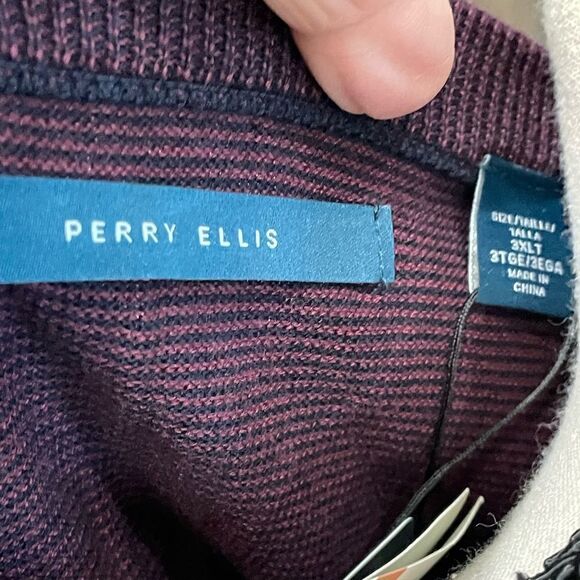 PERRY ELLIS
SIZE/TAILLE/
TALLA
3XLT
3TGE/3EGA
MADE IN
CHINA